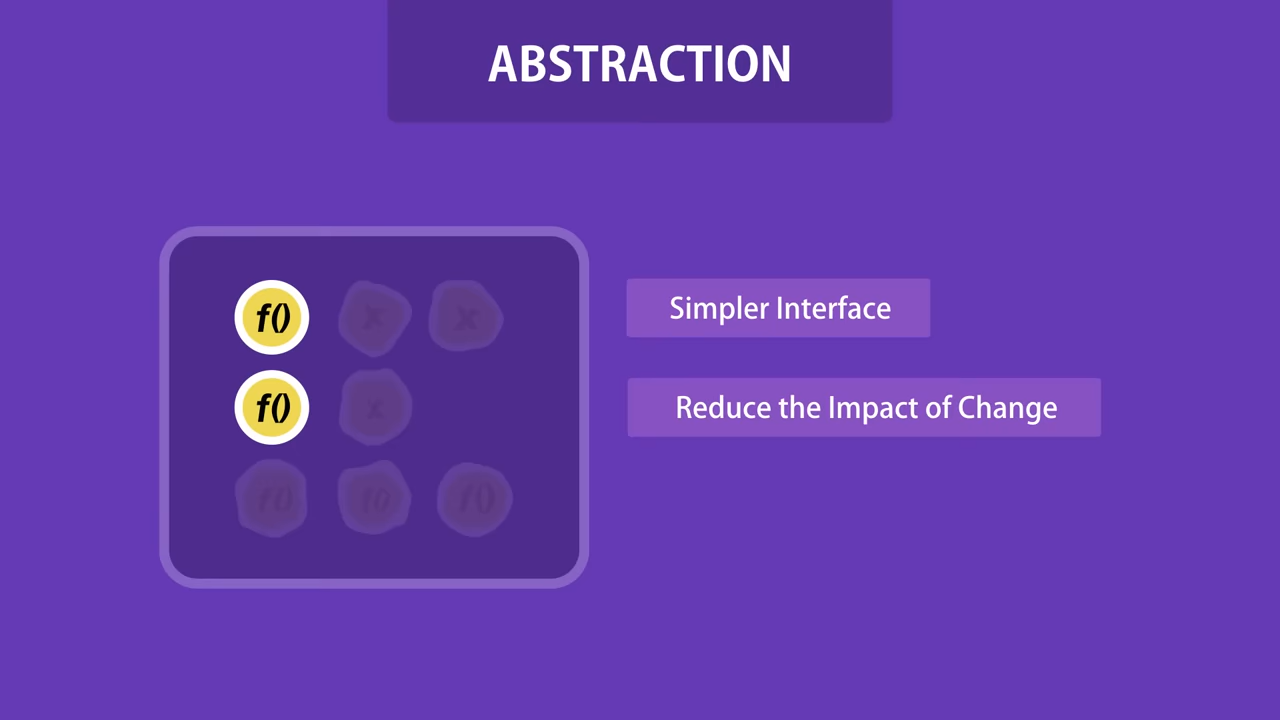 ABSTRACTION
f()
x
x
f()
x
f()
f()
f()
Simpler Interface
Reduce the Impact of Change